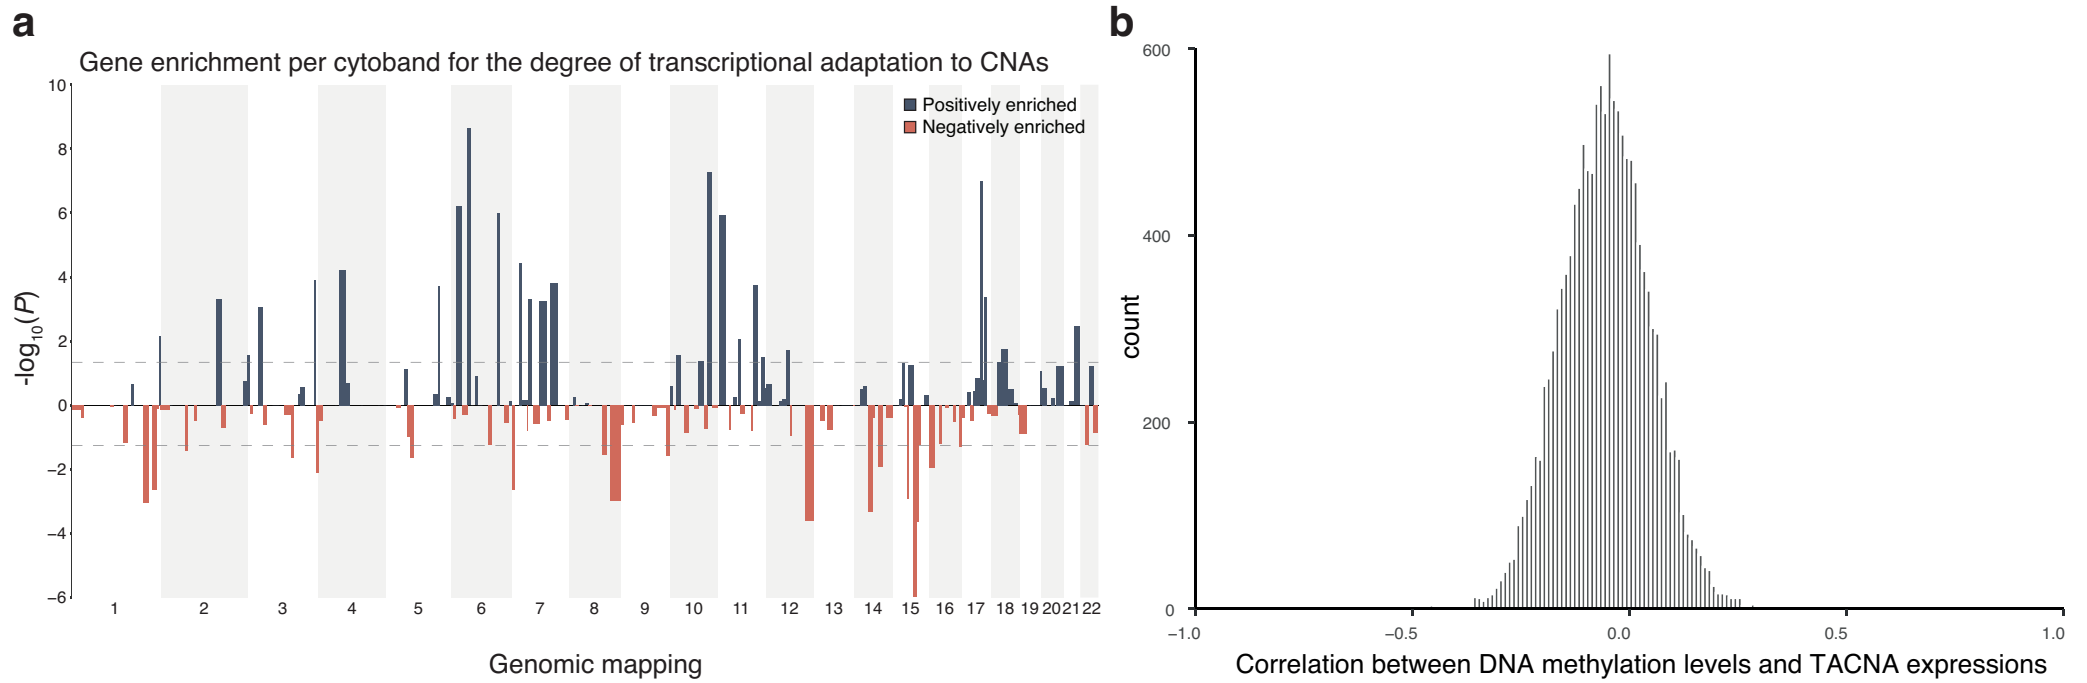 a
Gene enrichment per cytoband for the degree of transcriptional adaptation to CNAs
10
8
6
4
2
0
−2
−4
−6
-log10(P)
Positively enriched
Negatively enriched
1 2 3 4 5 6 7 8 9 10 11 12 13 14 15 16 17 18 19 20 21 22
Genomic mapping
b
600
400
200
0
count
−1.0 −0.5 0.0 0.5 1.0
Correlation between DNA methylation levels and TACNA expressions